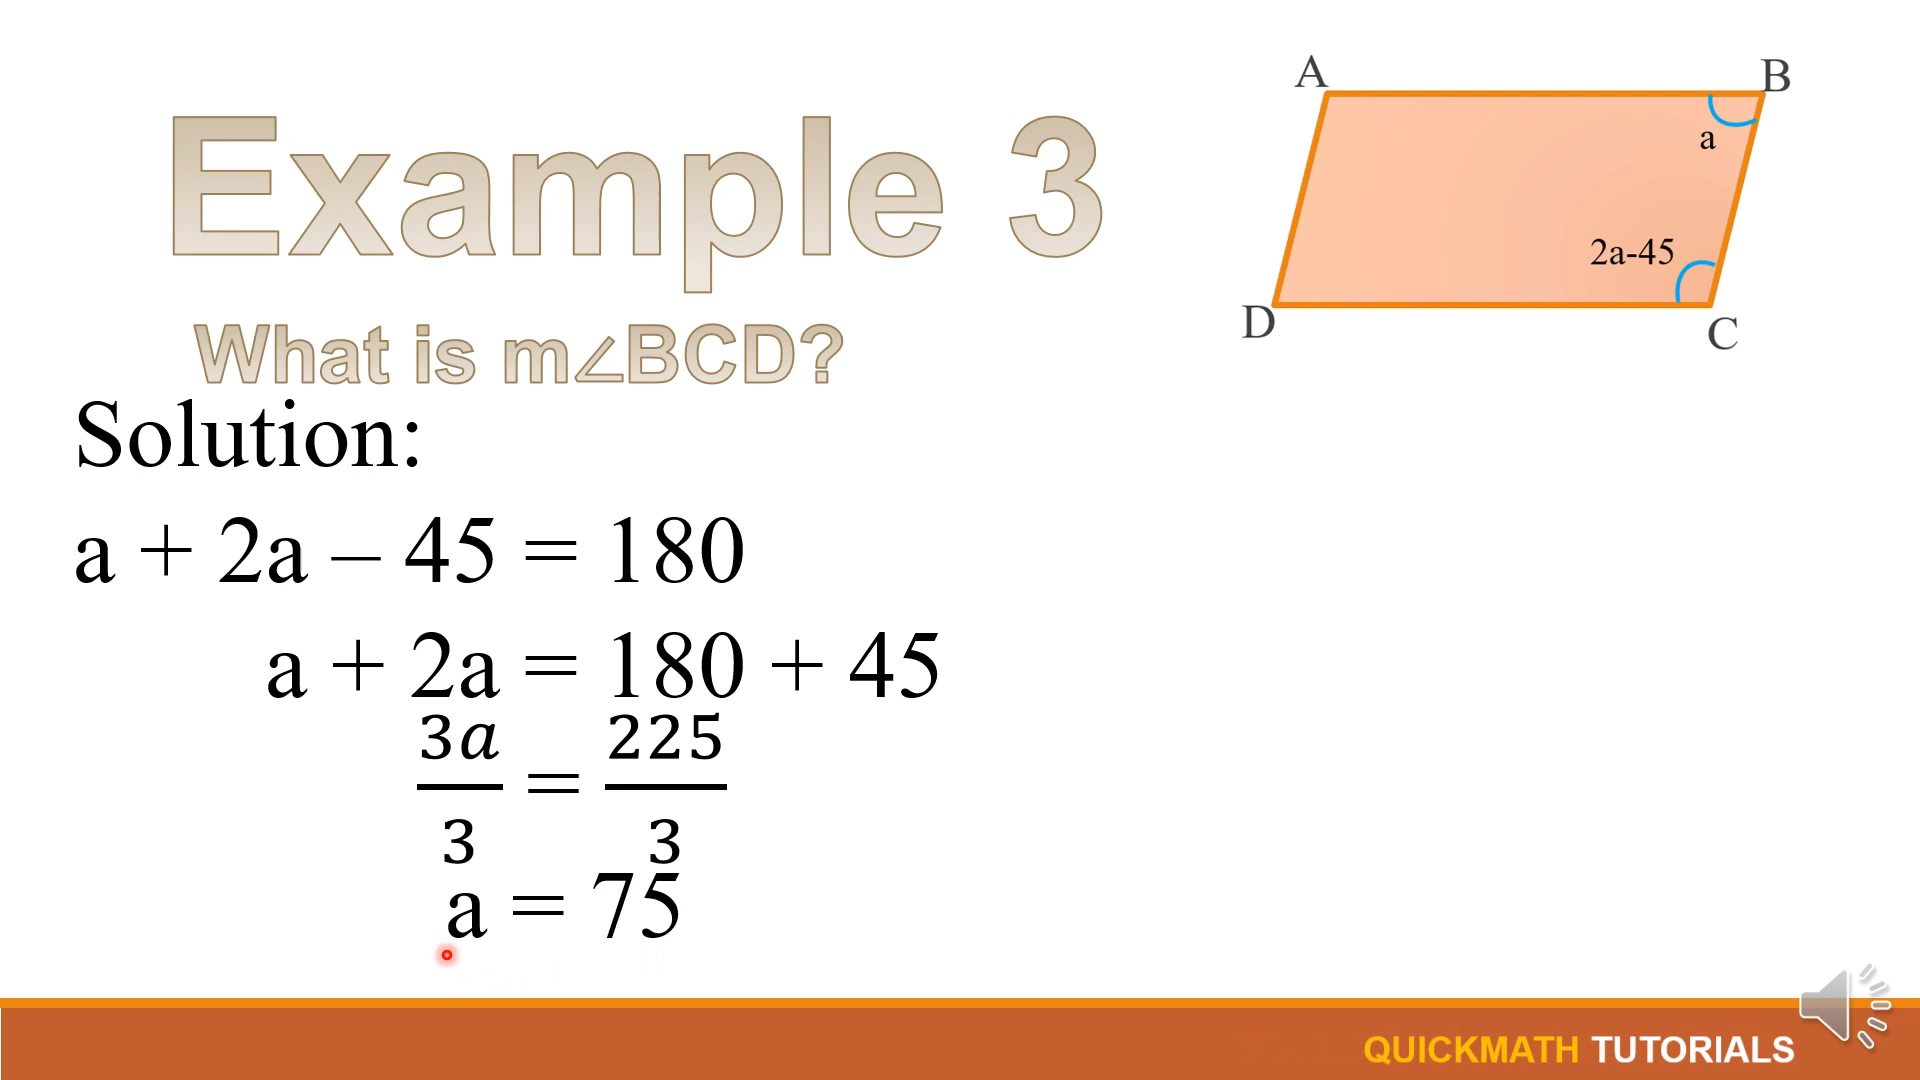 Example 3
What is m∠BCD?
A
B
a
2a-45
D
C
Solution:
a + 2a – 45 = 180
a + 2a = 180 + 45
3a/3 = 225/3
a = 75
QUICKMATH TUTORIALS